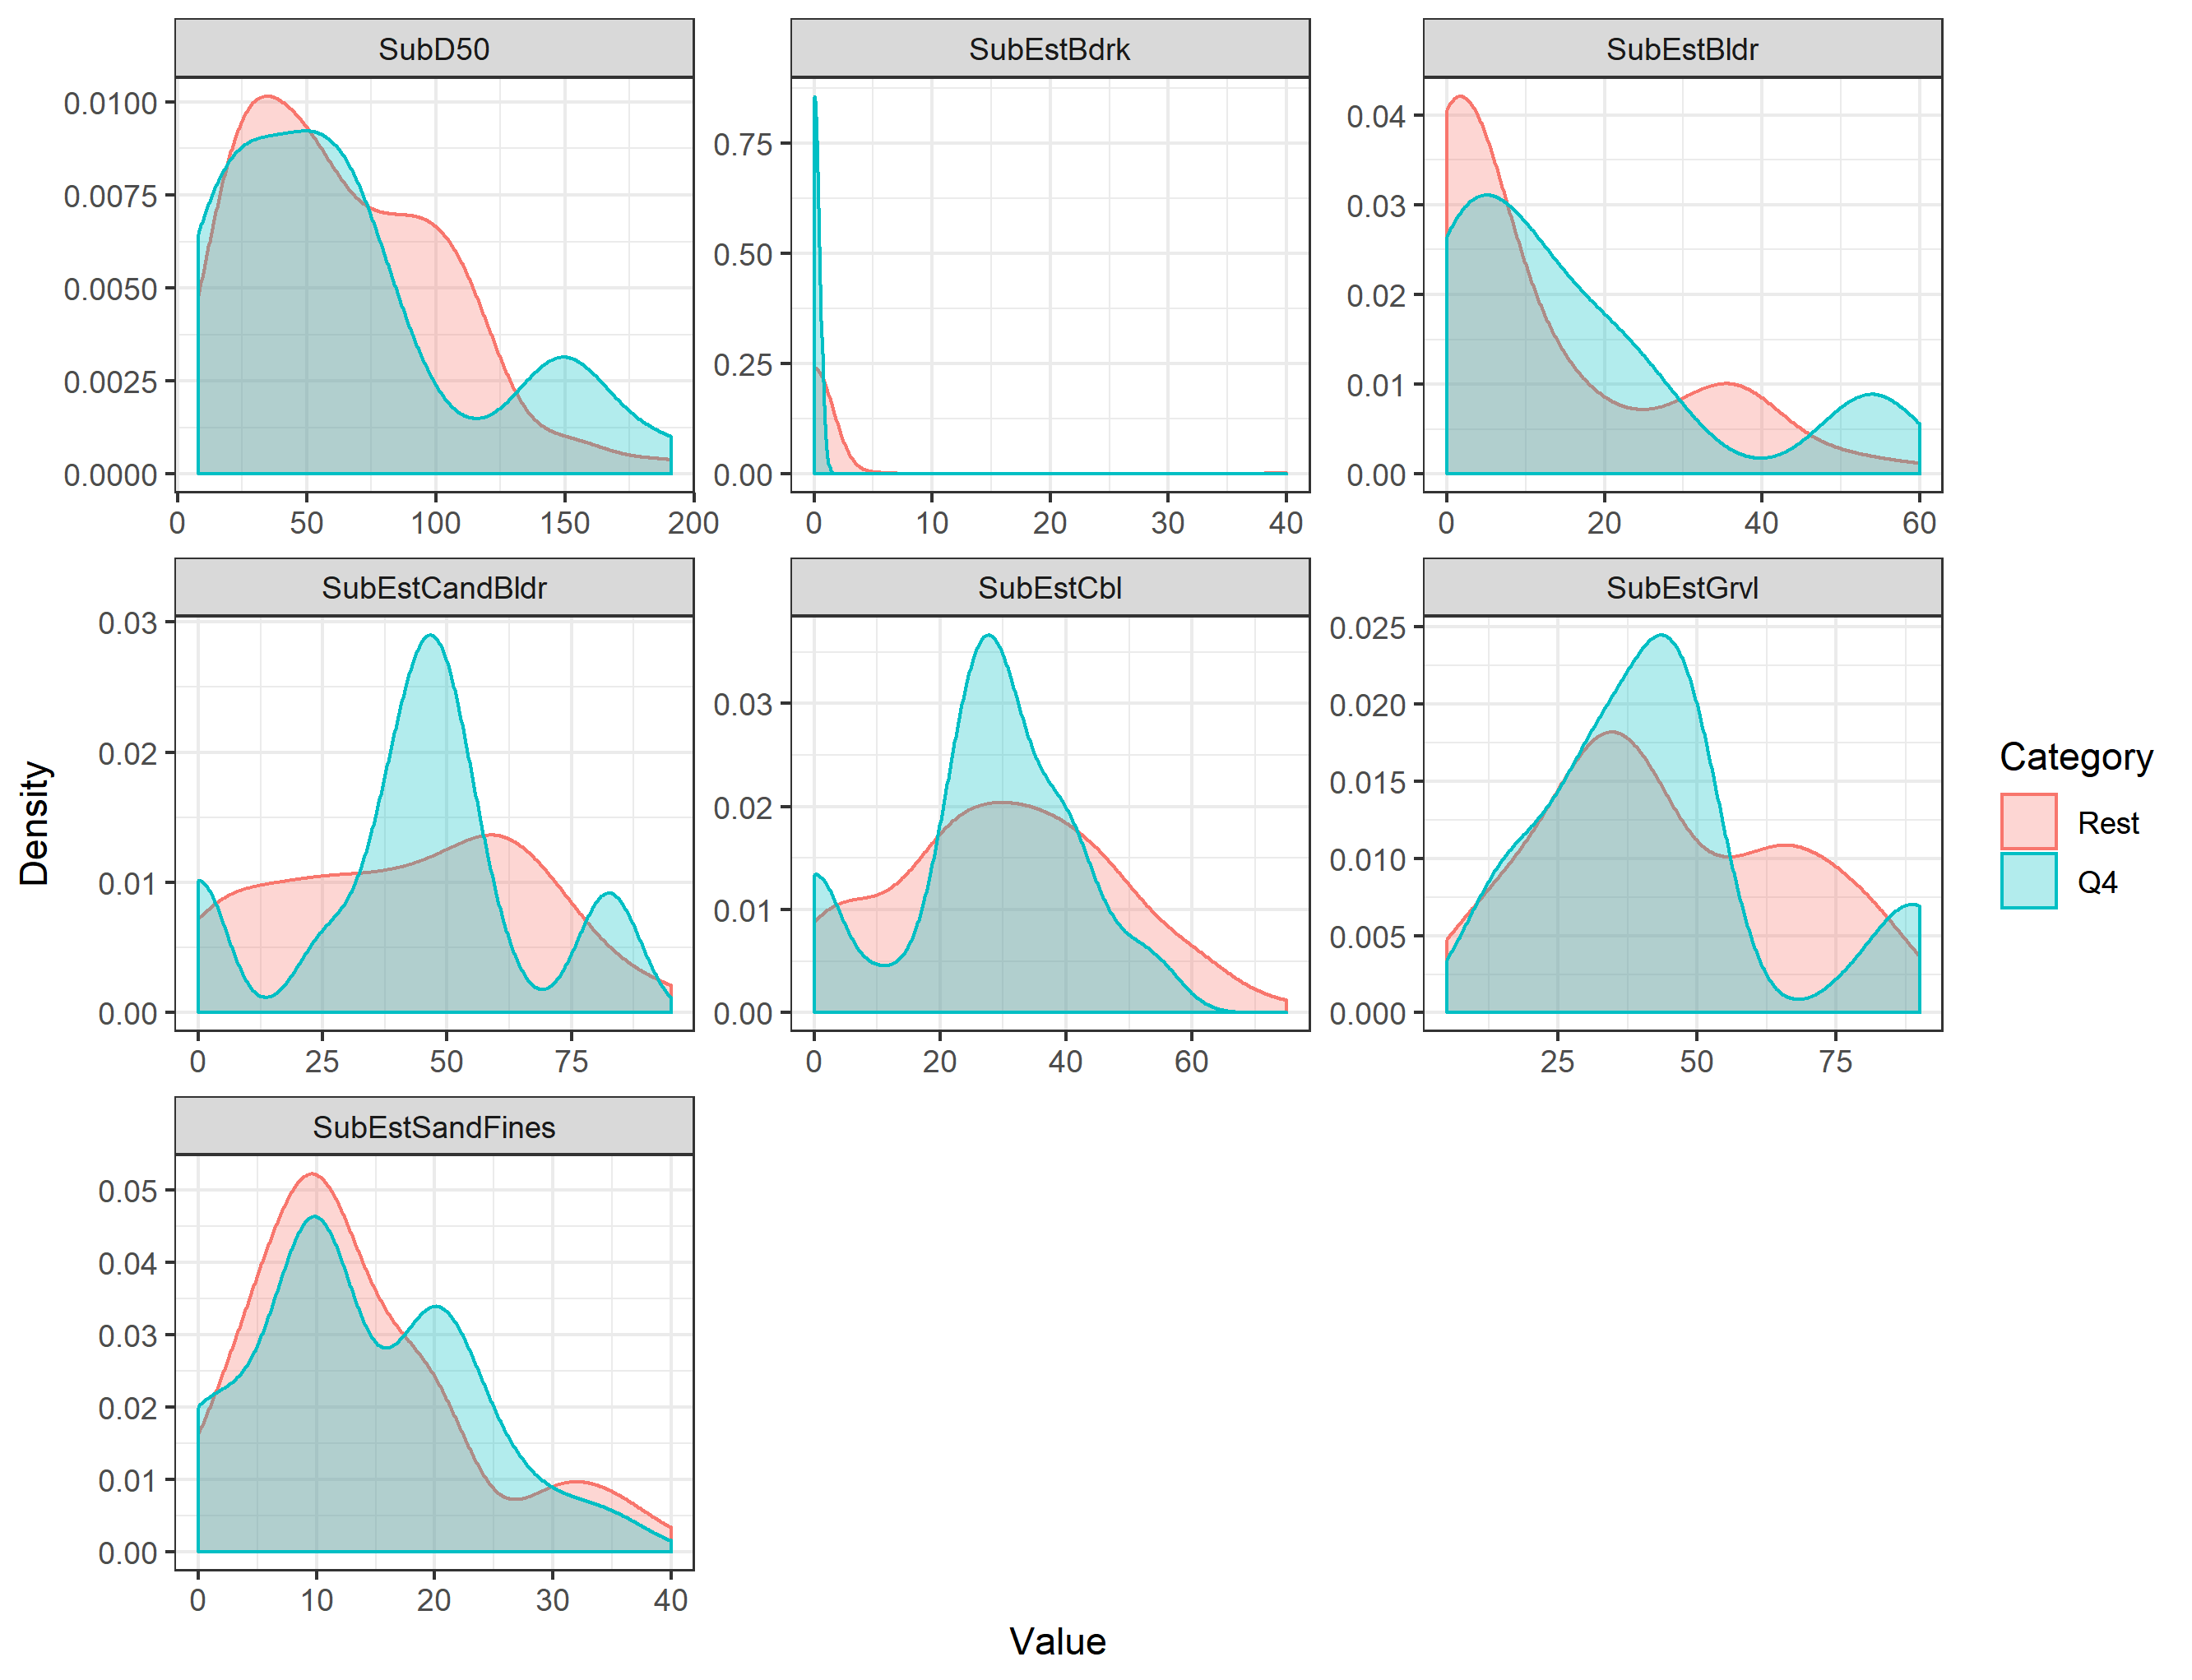 SubD50 SubEstBdrk SubEstBldr
0.0100
0.0075
0.0050
0.0025
0.0000
0 50 100 150 200
0.75
0.50
0.25
0.00
0 10 20 30 40
0.04
0.03
0.02
0.01
0.00
0 20 40 60
SubEstCandBldr SubEstCbl SubEstGrvl
0.03
0.02
0.01
0.00
0 25 50 75
0.03
0.02
0.01
0.00
0 20 40 60
0.025
0.020
0.015
0.010
0.005
0.000
25 50 75
SubEstSandFines
0.05
0.04
0.03
0.02
0.01
0.00
0 10 20 30 40
Density
Value
Category
Rest
Q4